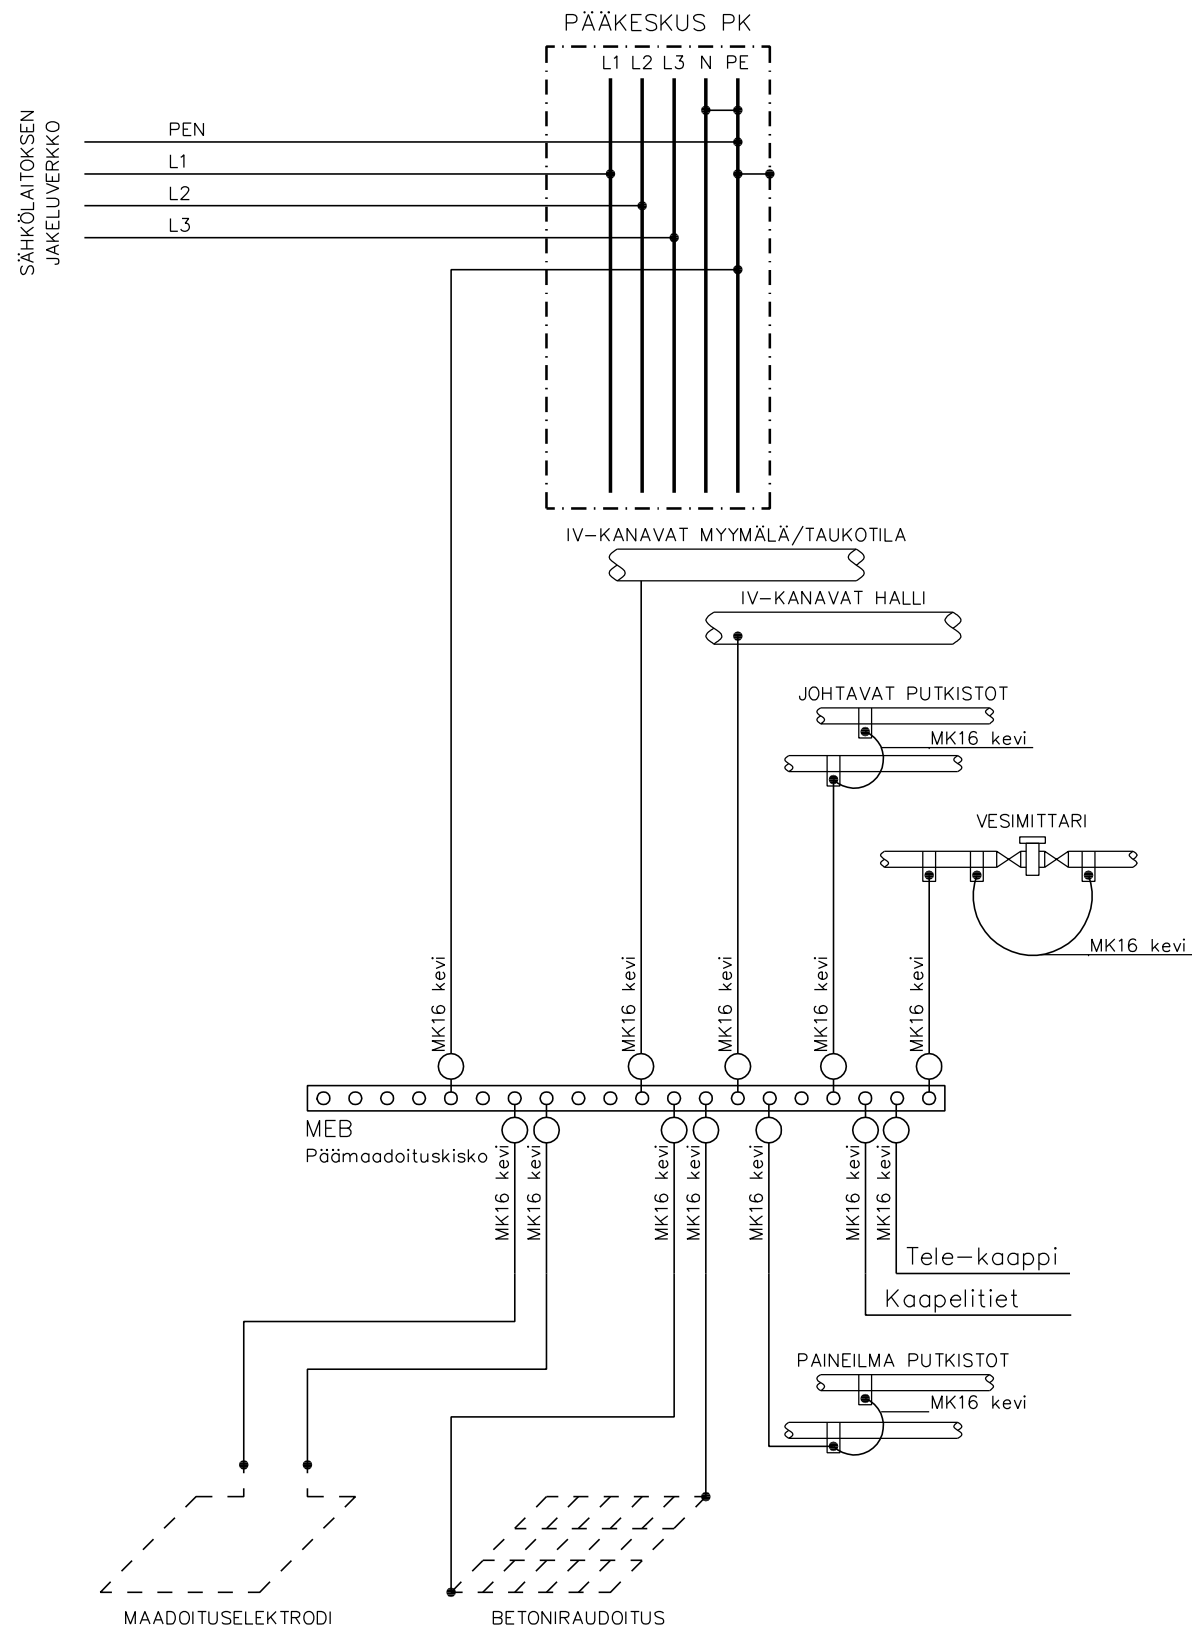 PÄÄKESKUS PK
L1 L2 L3 N PE
SÄHKÖLAITOKSEN
JAKELUVERKKO
PEN
L1
L2
L3
IV-KANAVAT MYYMÄLÄ/TAUKOTILA
IV-KANAVAT HALLI
JOHTAVAT PUTKISTOT
MK16 kevi
VESIMITTARI
MK16 kevi
MK16 kevi
MK16 kevi
MK16 kevi
MK16 kevi
MK16 kevi
MEB
Päämaadoituskisko
MK16 kevi
MK16 kevi
MK16 kevi
MK16 kevi
MK16 kevi
MK16 kevi
MK16 kevi
Tele-kaappi
Kaapelitiet
PAINEILMA PUTKISTOT
MK16 kevi
MAADOITUSELEKTRODI
BETONIRAUDOITUS